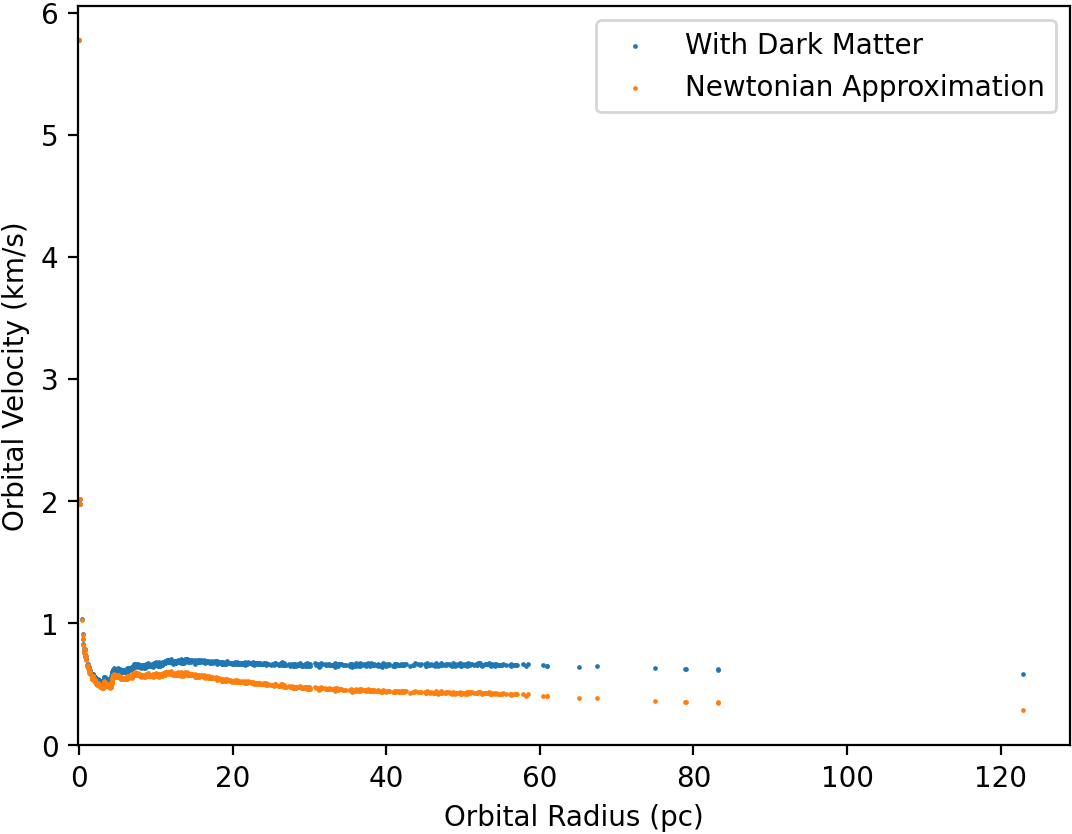 With Dark Matter
Newtonian Approximation
Orbital Velocity (km/s)
6
5
4
3
2
1
0
0 20 40 60 80 100 120
Orbital Radius (pc)